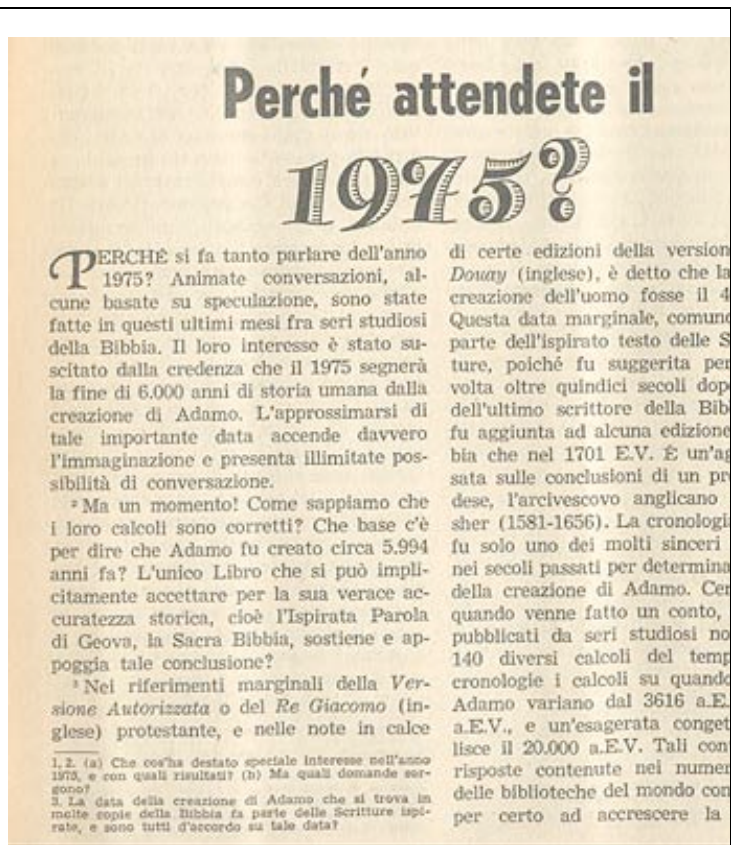 Perché attendete il
1975?
PERCHÉ si fa tanto parlare dell'anno
1975? Animate conversazioni, al-
cune basate su speculazione, sono state
fatte in questi ultimi mesi fra seri studiosi
della Bibbia. Il loro interesse è stato su-
scitato dalla credenza che il 1975 segnerà
la fine di 6.000 anni di storia umana dalla
creazione di Adamo. L'approssimarsi di
tale importante data accende davvero
l'immaginazione e presenta illimitate pos-
sibilità di conversazione.
² Ma un momento! Come sappiamo che
i loro calcoli sono corretti? Che base c'è
per dire che Adamo fu creato circa 5.994
anni fa? L'unico Libro che si può impli-
citamente accettare per la sua verace ac-
curatezza storica, cioè l'Ispirata Parola
di Geova, la Sacra Bibbia, sostiene e ap-
poggia tale conclusione?
³ Nei riferimenti marginali della Ver-
sione Autorizzata o del Re Giacomo (in-
glese) protestante, e nelle note in calce
1, 2. (a) Che cos'ha destato speciale interesse nell'anno
1975, e con quali risultati? (b) Ma quali domande sor-
gono?
3. La data della creazione di Adamo che si trova in
molte copie della Bibbia fa parte delle Scritture ispi-
rate, e sono tutti d'accordo su tale data?
di certe edizioni della version
Douay (inglese), è detto che la
creazione dell'uomo fosse il 4
Questa data marginale, comun
parte dell'ispirato testo delle S
ture, poiché fu suggerita per
volta oltre quindici secoli dop
dell'ultimo scrittore della Bib
fu aggiunta ad alcuna edizione
bia che nel 1701 E.V. È un'ag
sata sulle conclusioni di un pr
dese, l'arcivescovo anglicano
sher (1581-1656). La cronologi
fu solo uno dei molti sinceri
nei secoli passati per determina
della creazione di Adamo. Cer
quando venne fatto un conto,
pubblicati da seri studiosi no
140 diversi calcoli del temp
cronologie i calcoli su quando
Adamo variano dal 3616 a.E.
a.E.V., e un'esagerata conget
lisce il 20.000 a.E.V. Tali con
risposte contenute nei numer
delle biblioteche del mondo con
per certo ad accrescere la